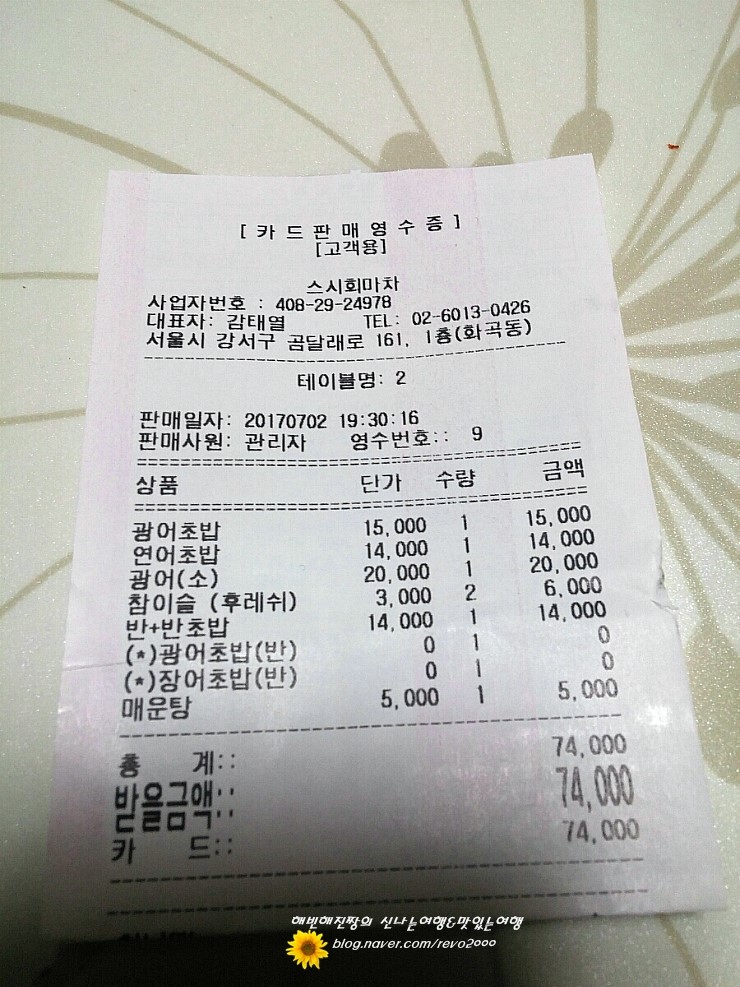 [카드판매영수증]
[고객용]
스시회마차
사업자번호 : 408-29-24978
대표자: 감태열 TEL: 02-6013-0426
서울시 강서구 곰달래로 161, 1층(화곡동)
테이블명: 2
판매일자: 20170702 19:30:16
판매사원: 관리자 영수번호:: 9
상품 단가 수량 금액
광어초밥 15,000 1 15,000
연어초밥 14,000 1 14,000
광어(소) 20,000 1 20,000
참이슬 (후레쉬) 3,000 2 6,000
반+반초밥 14,000 1 14,000
(*)광어초밥(반) 0 1 0
(*)장어초밥(반) 0 1 0
매운탕 5,000 1 5,000
총 계:: 74,000
받을금액:: 74,000
카 드:: 74,000
해빈해진짱의 신나는여행&맛있는여행
blog.naver.com/revo2000